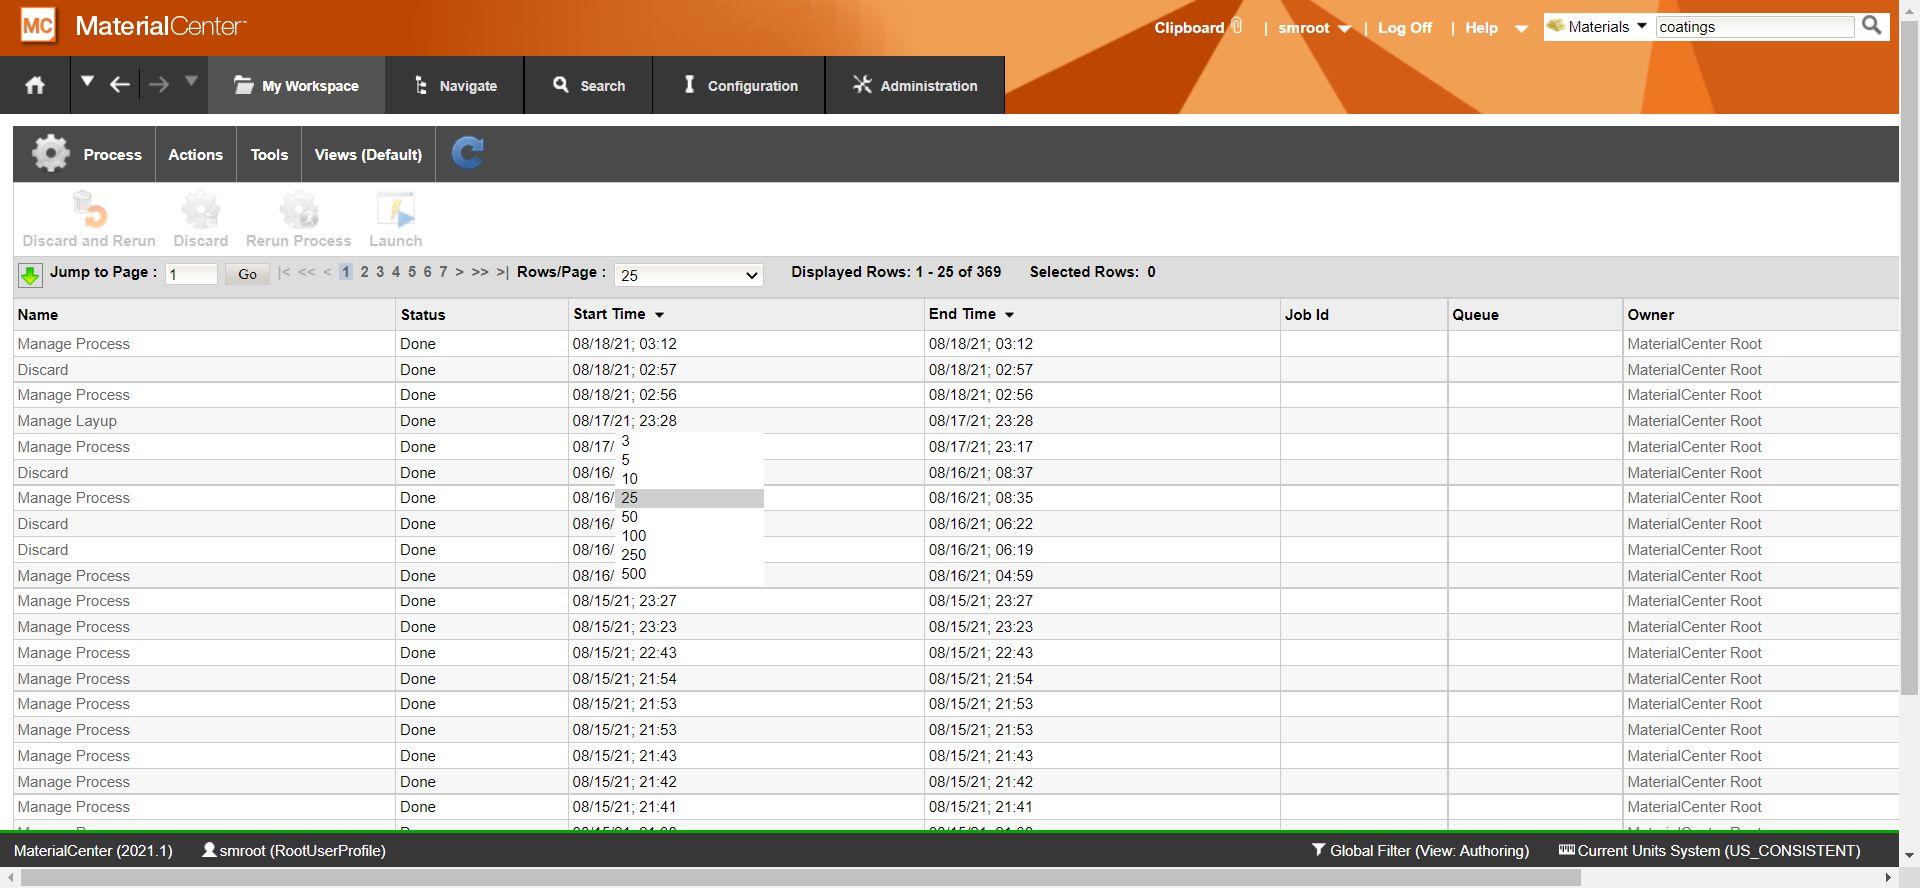 MC MaterialCenter
Clipboard | smroot | Log Off | Help Materials coatings
My Workspace Navigate Search Configuration Administration
Process Actions Tools Views (Default)
Discard and Rerun Discard Rerun Process Launch
Jump to Page : 1 Go |< << < 1 2 3 4 5 6 7 > >> >| Rows/Page : 25 Displayed Rows: 1 - 25 of 369 Selected Rows: 0
Name Status Start Time End Time Job Id Queue Owner
Manage Process Done 08/18/21; 03:12 08/18/21; 03:12 MaterialCenter Root
Discard Done 08/18/21; 02:57 08/18/21; 02:57 MaterialCenter Root
Manage Process Done 08/18/21; 02:56 08/18/21; 02:56 MaterialCenter Root
Manage Layup Done 08/17/21; 23:28 08/17/21; 23:28 MaterialCenter Root
Manage Process Done 08/17/ 08/17/21; 23:17 MaterialCenter Root
Discard Done 08/16/ 08/16/21; 08:37 MaterialCenter Root
Manage Process Done 08/16/ 08/16/21; 08:35 MaterialCenter Root
Discard Done 08/16/ 08/16/21; 06:22 MaterialCenter Root
Discard Done 08/16/ 08/16/21; 06:19 MaterialCenter Root
Manage Process Done 08/16/ 08/16/21; 04:59 MaterialCenter Root
3
5
10
25
50
100
250
500
Manage Process Done 08/15/21; 23:27 08/15/21; 23:27 MaterialCenter Root
Manage Process Done 08/15/21; 23:23 08/15/21; 23:23 MaterialCenter Root
Manage Process Done 08/15/21; 22:43 08/15/21; 22:43 MaterialCenter Root
Manage Process Done 08/15/21; 21:54 08/15/21; 21:54 MaterialCenter Root
Manage Process Done 08/15/21; 21:53 08/15/21; 21:53 MaterialCenter Root
Manage Process Done 08/15/21; 21:53 08/15/21; 21:53 MaterialCenter Root
Manage Process Done 08/15/21; 21:43 08/15/21; 21:43 MaterialCenter Root
Manage Process Done 08/15/21; 21:42 08/15/21; 21:42 MaterialCenter Root
Manage Process Done 08/15/21; 21:41 08/15/21; 21:41 MaterialCenter Root
MaterialCenter (2021.1) smroot (RootUserProfile) Global Filter (View: Authoring) Current Units System (US_CONSISTENT)